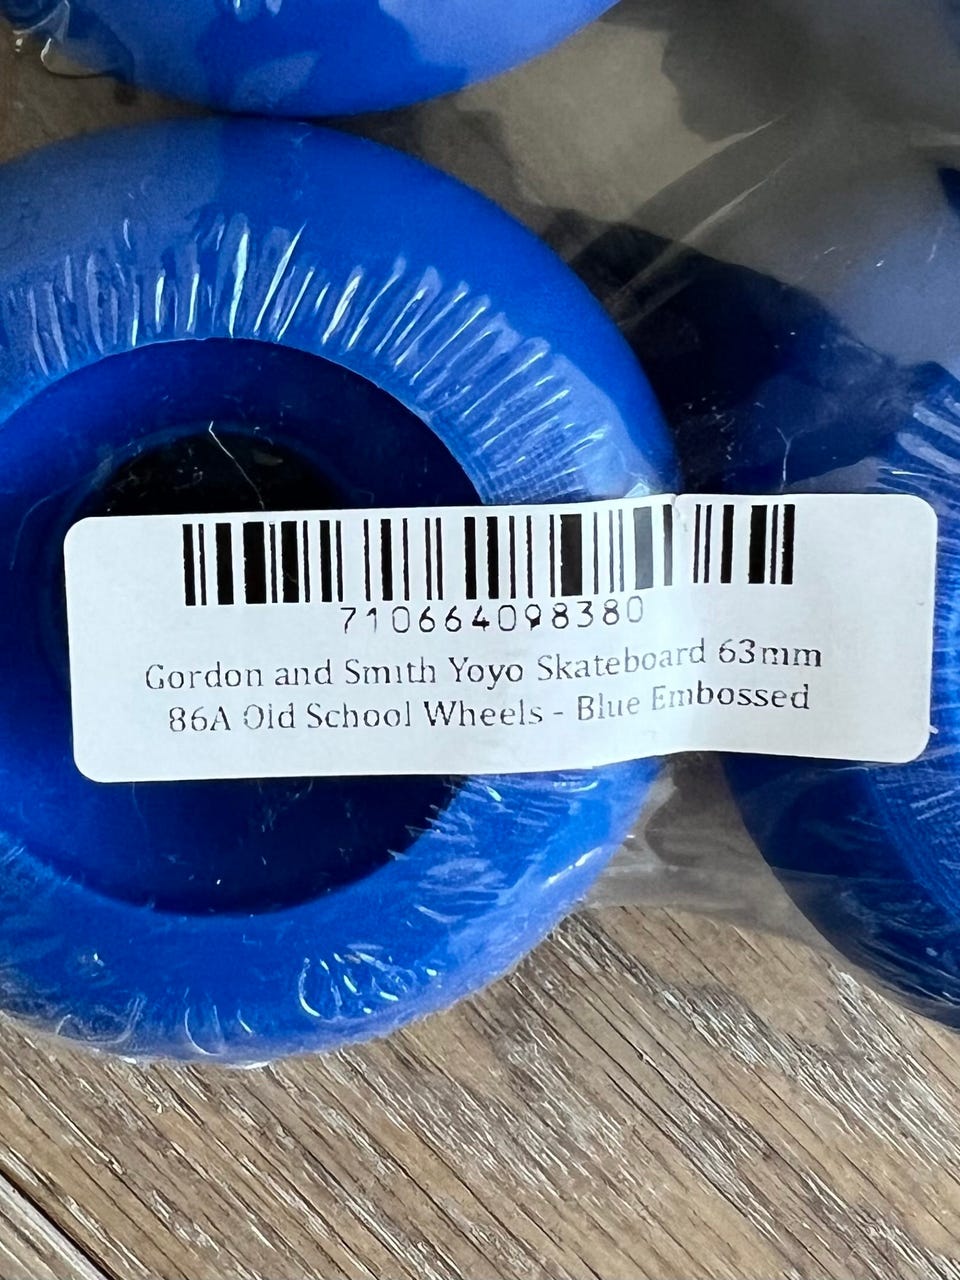 710664098380
Gordon and Smith Yoyo Skateboard 63mm
86A Old School Wheels - Blue Embossed